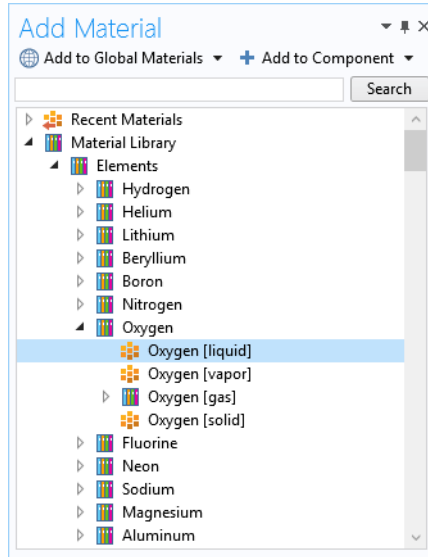 Add Material
Add to Global Materials Add to Component
Search
Recent Materials
Material Library
Elements
Hydrogen
Helium
Lithium
Beryllium
Boron
Nitrogen
Oxygen
Oxygen [liquid]
Oxygen [vapor]
Oxygen [gas]
Oxygen [solid]
Fluorine
Neon
Sodium
Magnesium
Aluminum